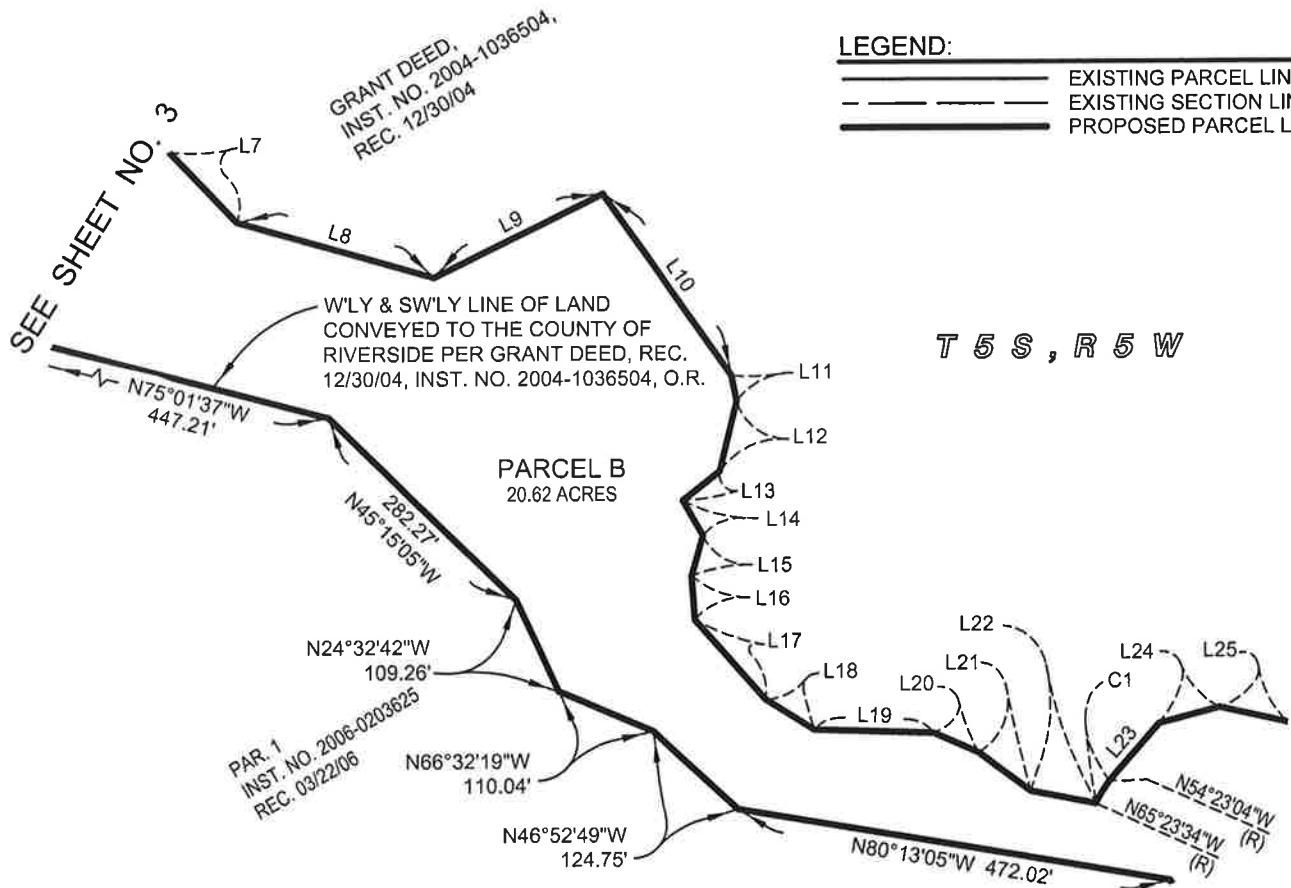 GRANT DEED,
INST. NO. 2004-1036504,
REC. 12/30/04
LEGEND:
EXISTING PARCEL LIN
EXISTING SECTION LIN
PROPOSED PARCEL L
SEE SHEET NO. 3
L7
L8
L9
L10
W'LY & SW'LY LINE OF LAND
CONVEYED TO THE COUNTY OF
RIVERSIDE PER GRANT DEED, REC.
12/30/04, INST. NO. 2004-1036504, O.R.
T 5 S , R 5 W
N75°01'37"W
447.21'
L11
L12
PARCEL B
20.62 ACRES
L13
L14
L15
L16
L17
L18
L19
L20
L21
L22
C1
L23
L24
L25
282.27'
N45°15'05"W
N24°32'42"W
109.26'
PAR. 1
INST. NO. 2006-0203625
REC. 03/22/06
N66°32'19"W
110.04'
N46°52'49"W
124.75'
N80°13'05"W 472.02'
N54°23'04"W
(R)
N65°23'34"W
(R)